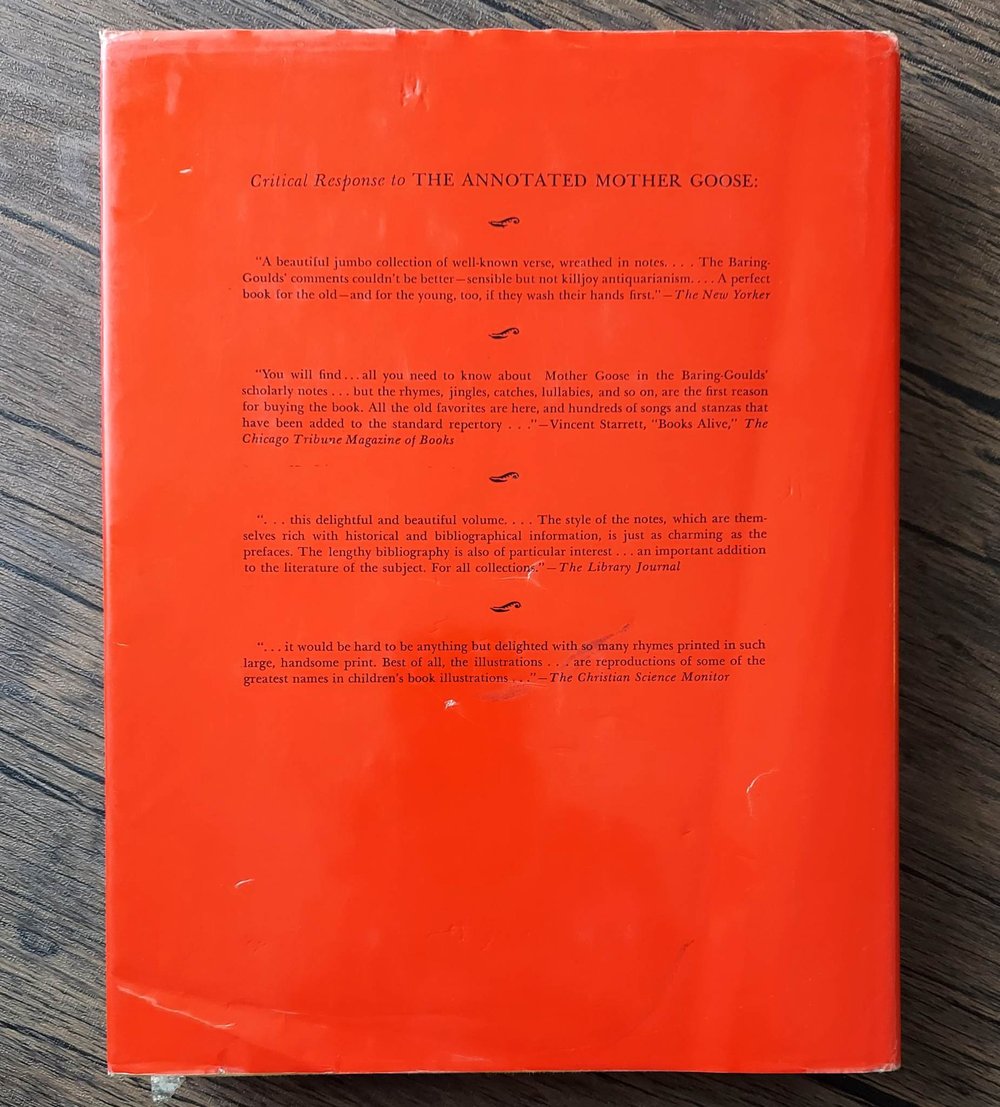 Critical Response to THE ANNOTATED MOTHER GOOSE:
"A beautiful jumbo collection of well-known verse, wreathed in notes. . . . The Baring-
Goulds' comments couldn't be better—sensible but not killjoy antiquarianism. . . . A perfect
book for the old—and for the young, too, if they wash their hands first."—The New Yorker
"You will find . . . all you need to know about Mother Goose in the Baring-Goulds'
scholarly notes . . . but the rhymes, jingles, catches, lullabies, and so on, are the first reason
for buying the book. All the old favorites are here, and hundreds of songs and stanzas that
have been added to the standard repertory . . ."—Vincent Starrett, "Books Alive," The
Chicago Tribune Magazine of Books
". . . this delightful and beautiful volume. . . . The style of the notes, which are them-
selves rich with historical and bibliographical information, is just as charming as the
prefaces. The lengthy bibliography is also of particular interest . . . an important addition
to the literature of the subject. For all collections."—The Library Journal
". . . it would be hard to be anything but delighted with so many rhymes printed in such
large, handsome print. Best of all, the illustrations . . . are reproductions of some of the
greatest names in children's book illustrations . . ."—The Christian Science Monitor